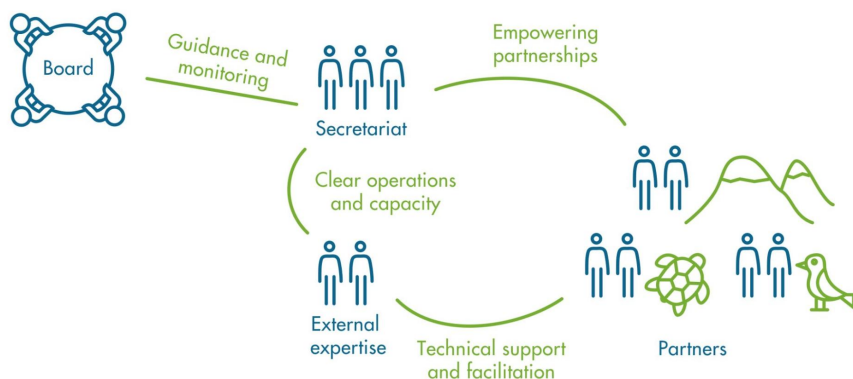 Board
Guidance and
monitoring
Secretariat
Empowering
partnerships
Clear operations
and capacity
External
expertise
Technical support
and facilitation
Partners